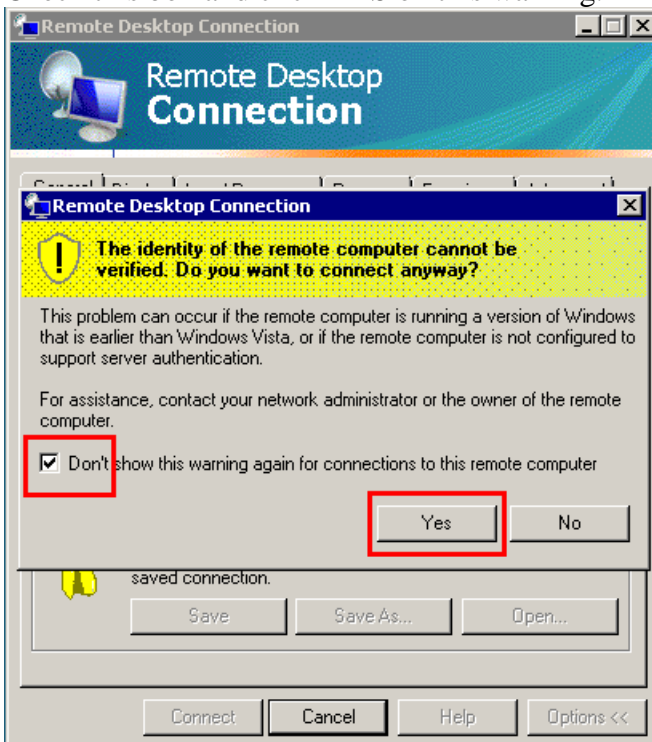 Remote Desktop Connection
Remote Desktop
Connection
General
Remote Desktop Connection
The identity of the remote computer cannot be
verified. Do you want to connect anyway?
This problem can occur if the remote computer is running a version of Windows
that is earlier than Windows Vista, or if the remote computer is not configured to
support server authentication.
For assistance, contact your network administrator or the owner of the remote
computer.
Don't show this warning again for connections to this remote computer
Yes No
saved connection.
Save Save As... Open...
Connect Cancel Help Options <<